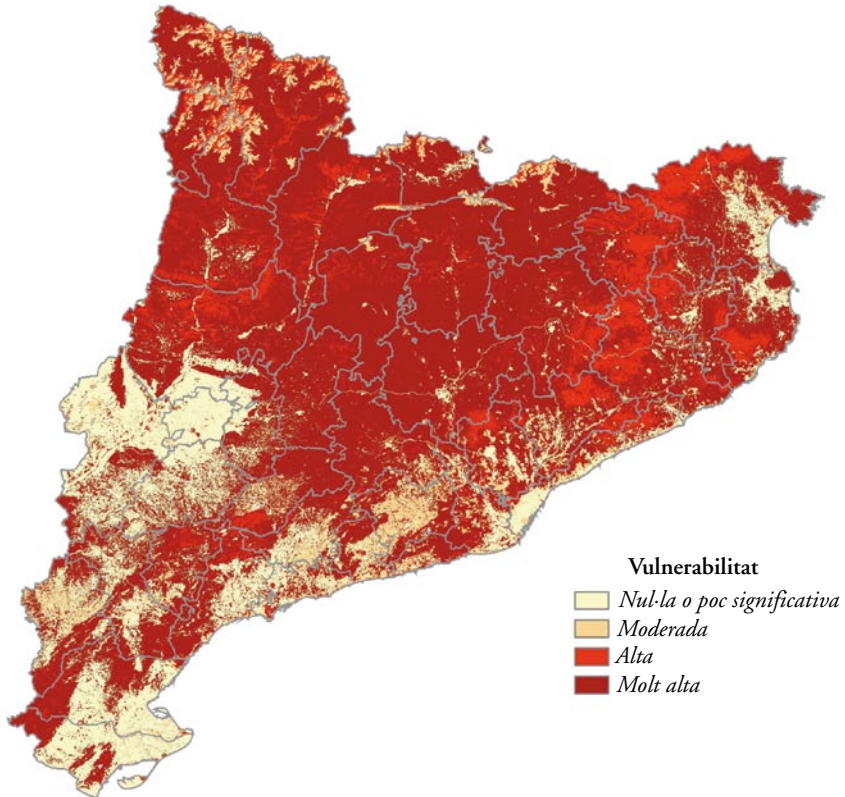 Vulnerabilitat
Nul·la o poc significativa
Moderada
Alta
Molt alta